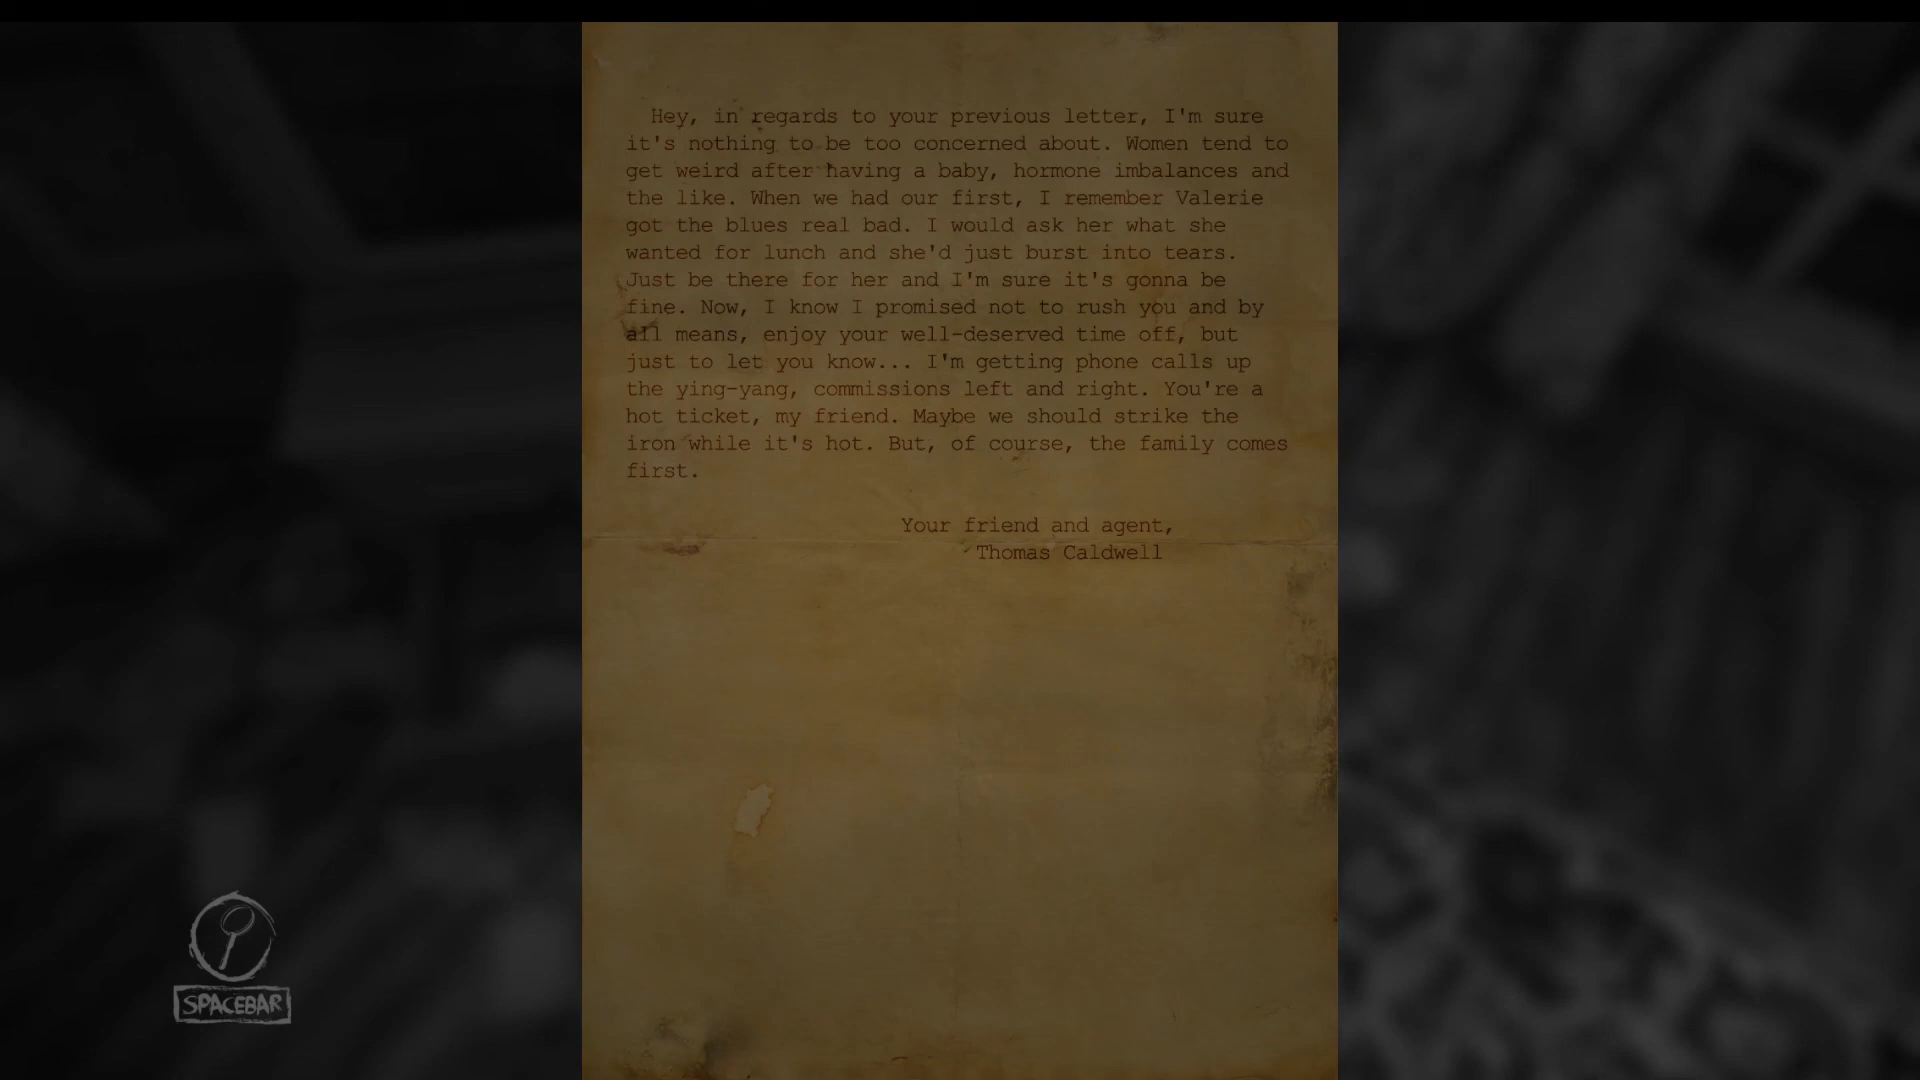 Hey, in regards to your previous letter, I'm sure
it's nothing to be too concerned about. Women tend to
get weird after having a baby, hormone imbalances and
the like. When we had our first, I remember Valerie
got the blues real bad. I would ask her what she
wanted for lunch and she'd just burst into tears.
Just be there for her and I'm sure it's gonna be
fine. Now, I know I promised not to rush you and by
all means, enjoy your well-deserved time off, but
just to let you know... I'm getting phone calls up
the ying-yang, commissions left and right. You're a
hot ticket, my friend. Maybe we should strike the
iron while it's hot. But, of course, the family comes
first.
Your friend and agent,
Thomas Caldwell
SPACEBAR